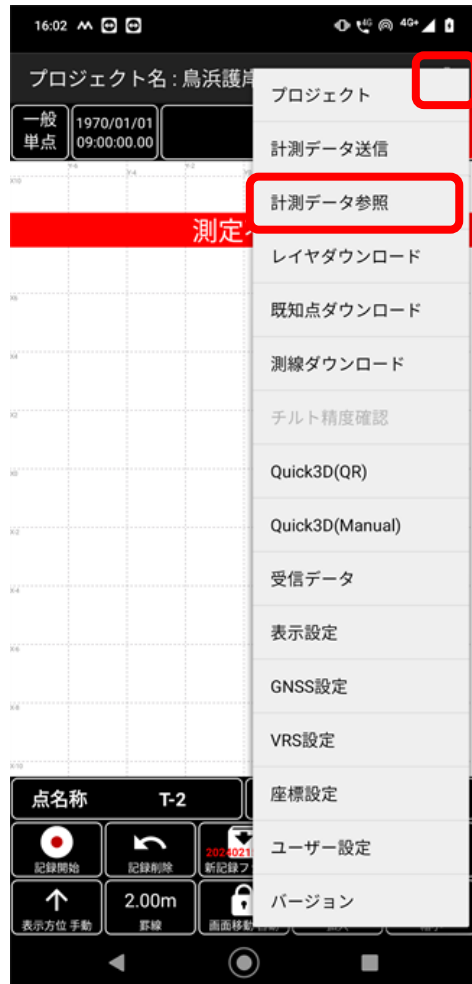 16:02
4G
4G+
プロジェクト名 : 鳥浜護岸
プロジェクト
一般
単点
1970/01/01
09:00:00.00
計測データ送信
計測データ参照
測定
レイヤダウンロード
既知点ダウンロード
測線ダウンロード
チルト精度確認
Quick3D(QR)
Quick3D(Manual)
受信データ
表示設定
GNSS設定
VRS設定
座標設定
ユーザー設定
バージョン
点名称
T-2
記録開始
記録削除
2024021
新記録フ
表示方位 手動
2.00m
罫線
画面移動